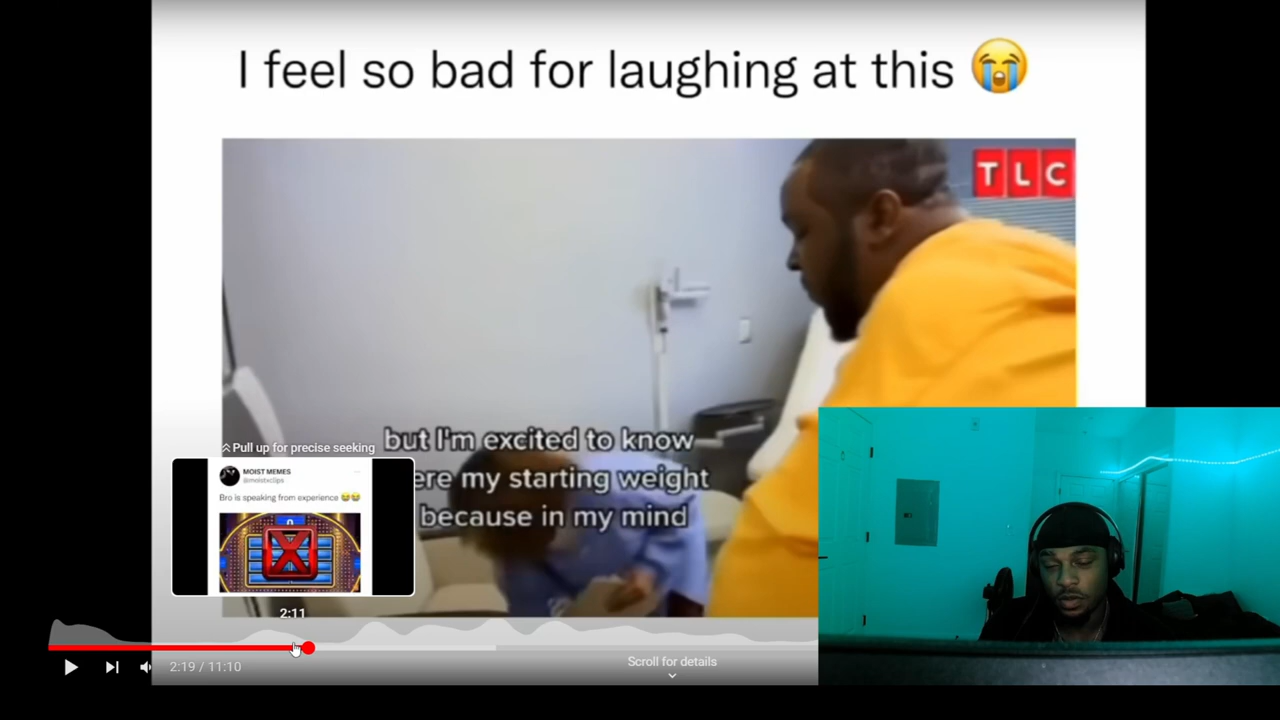 I feel so bad for laughing at this 😭
TLC
but I'm excited to know
ere my starting weight
because in my mind
Pull up for precise seeking
MOIST MEMES
@moistxclips
Bro is speaking from experience 😂😂
0
X
2:11
2:19 / 11:10
Scroll for details